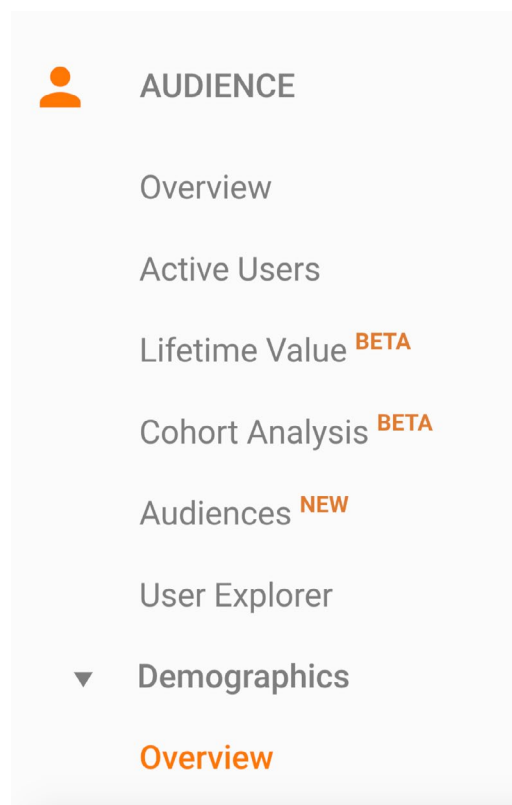 AUDIENCE
Overview
Active Users
Lifetime Value BETA
Cohort Analysis BETA
Audiences NEW
User Explorer
Demographics
Overview